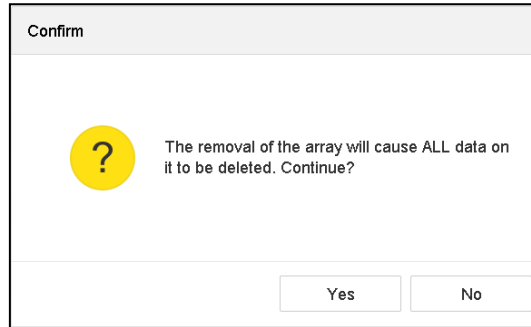 Confirm
?
The removal of the array will cause ALL data on
it to be deleted. Continue?
Yes
No